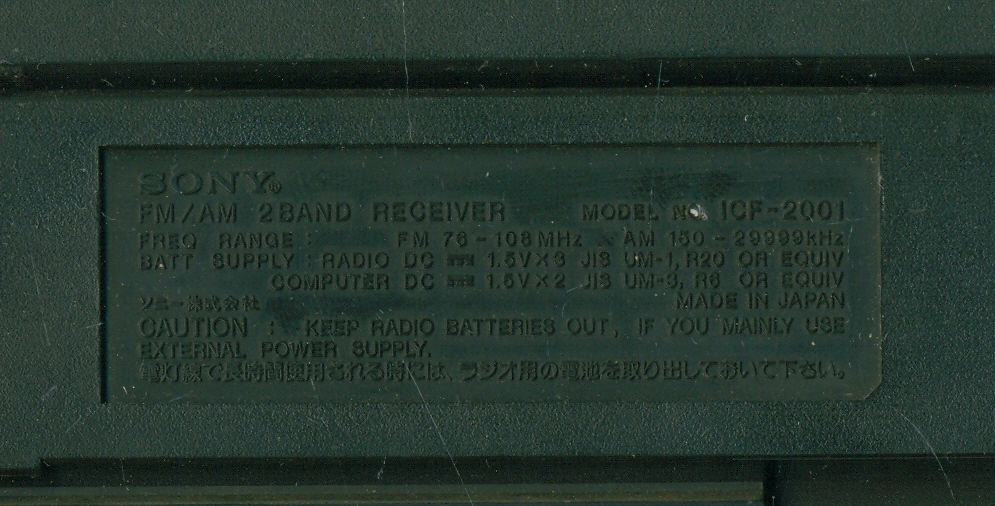 SONY®
FM/AM 2BAND RECEIVER MODEL No. ICF-2001
FREQ RANGE : FM 76-108MHz AM 150-29999kHz
BATT SUPPLY : RADIO DC ⎓ 1.5V×3 JIS UM-1, R20 OR EQUIV
COMPUTER DC ⎓ 1.5V×2 JIS UM-3, R6 OR EQUIV
ソニー株式会社 MADE IN JAPAN
CAUTION : KEEP RADIO BATTERIES OUT, IF YOU MAINLY USE
EXTERNAL POWER SUPPLY.
電灯線で長時間使用される時には、ラジオ用の電池を取り出しておいて下さい。